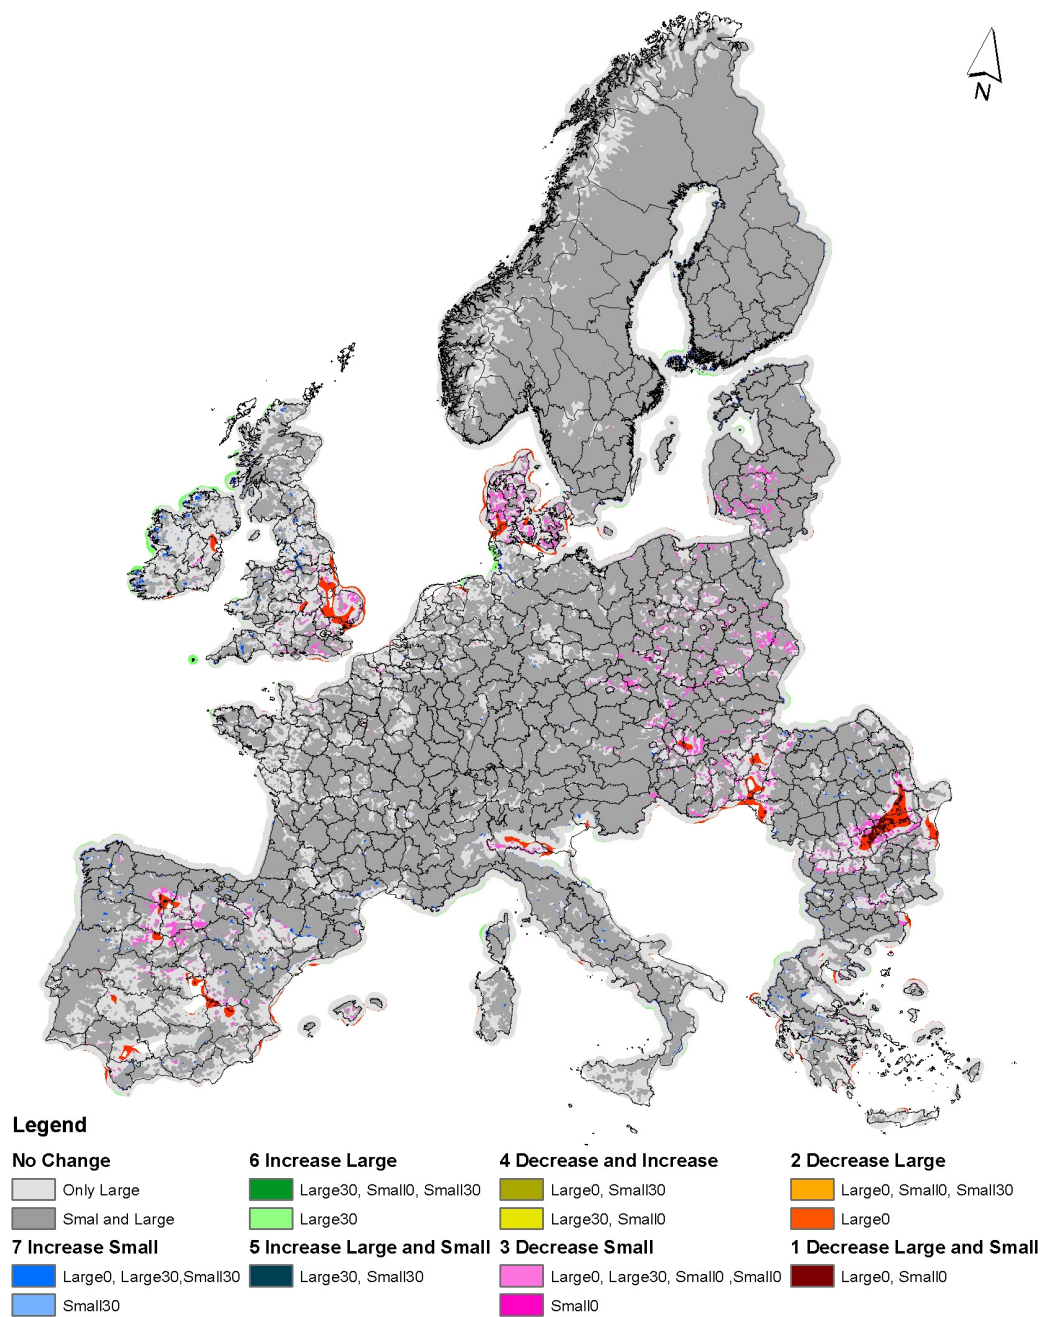 N
Legend
No Change
Only Large
Smal and Large
7 Increase Small
Large0, Large30,Small30
Small30
6 Increase Large
Large30, Small0, Small30
Large30
5 Increase Large and Small
Large30, Small30
4 Decrease and Increase
Large0, Small30
Large30, Small0
3 Decrease Small
Large0, Large30, Small0 ,Small0
Small0
2 Decrease Large
Large0, Small0, Small30
Large0
1 Decrease Large and Small
Large0, Small0